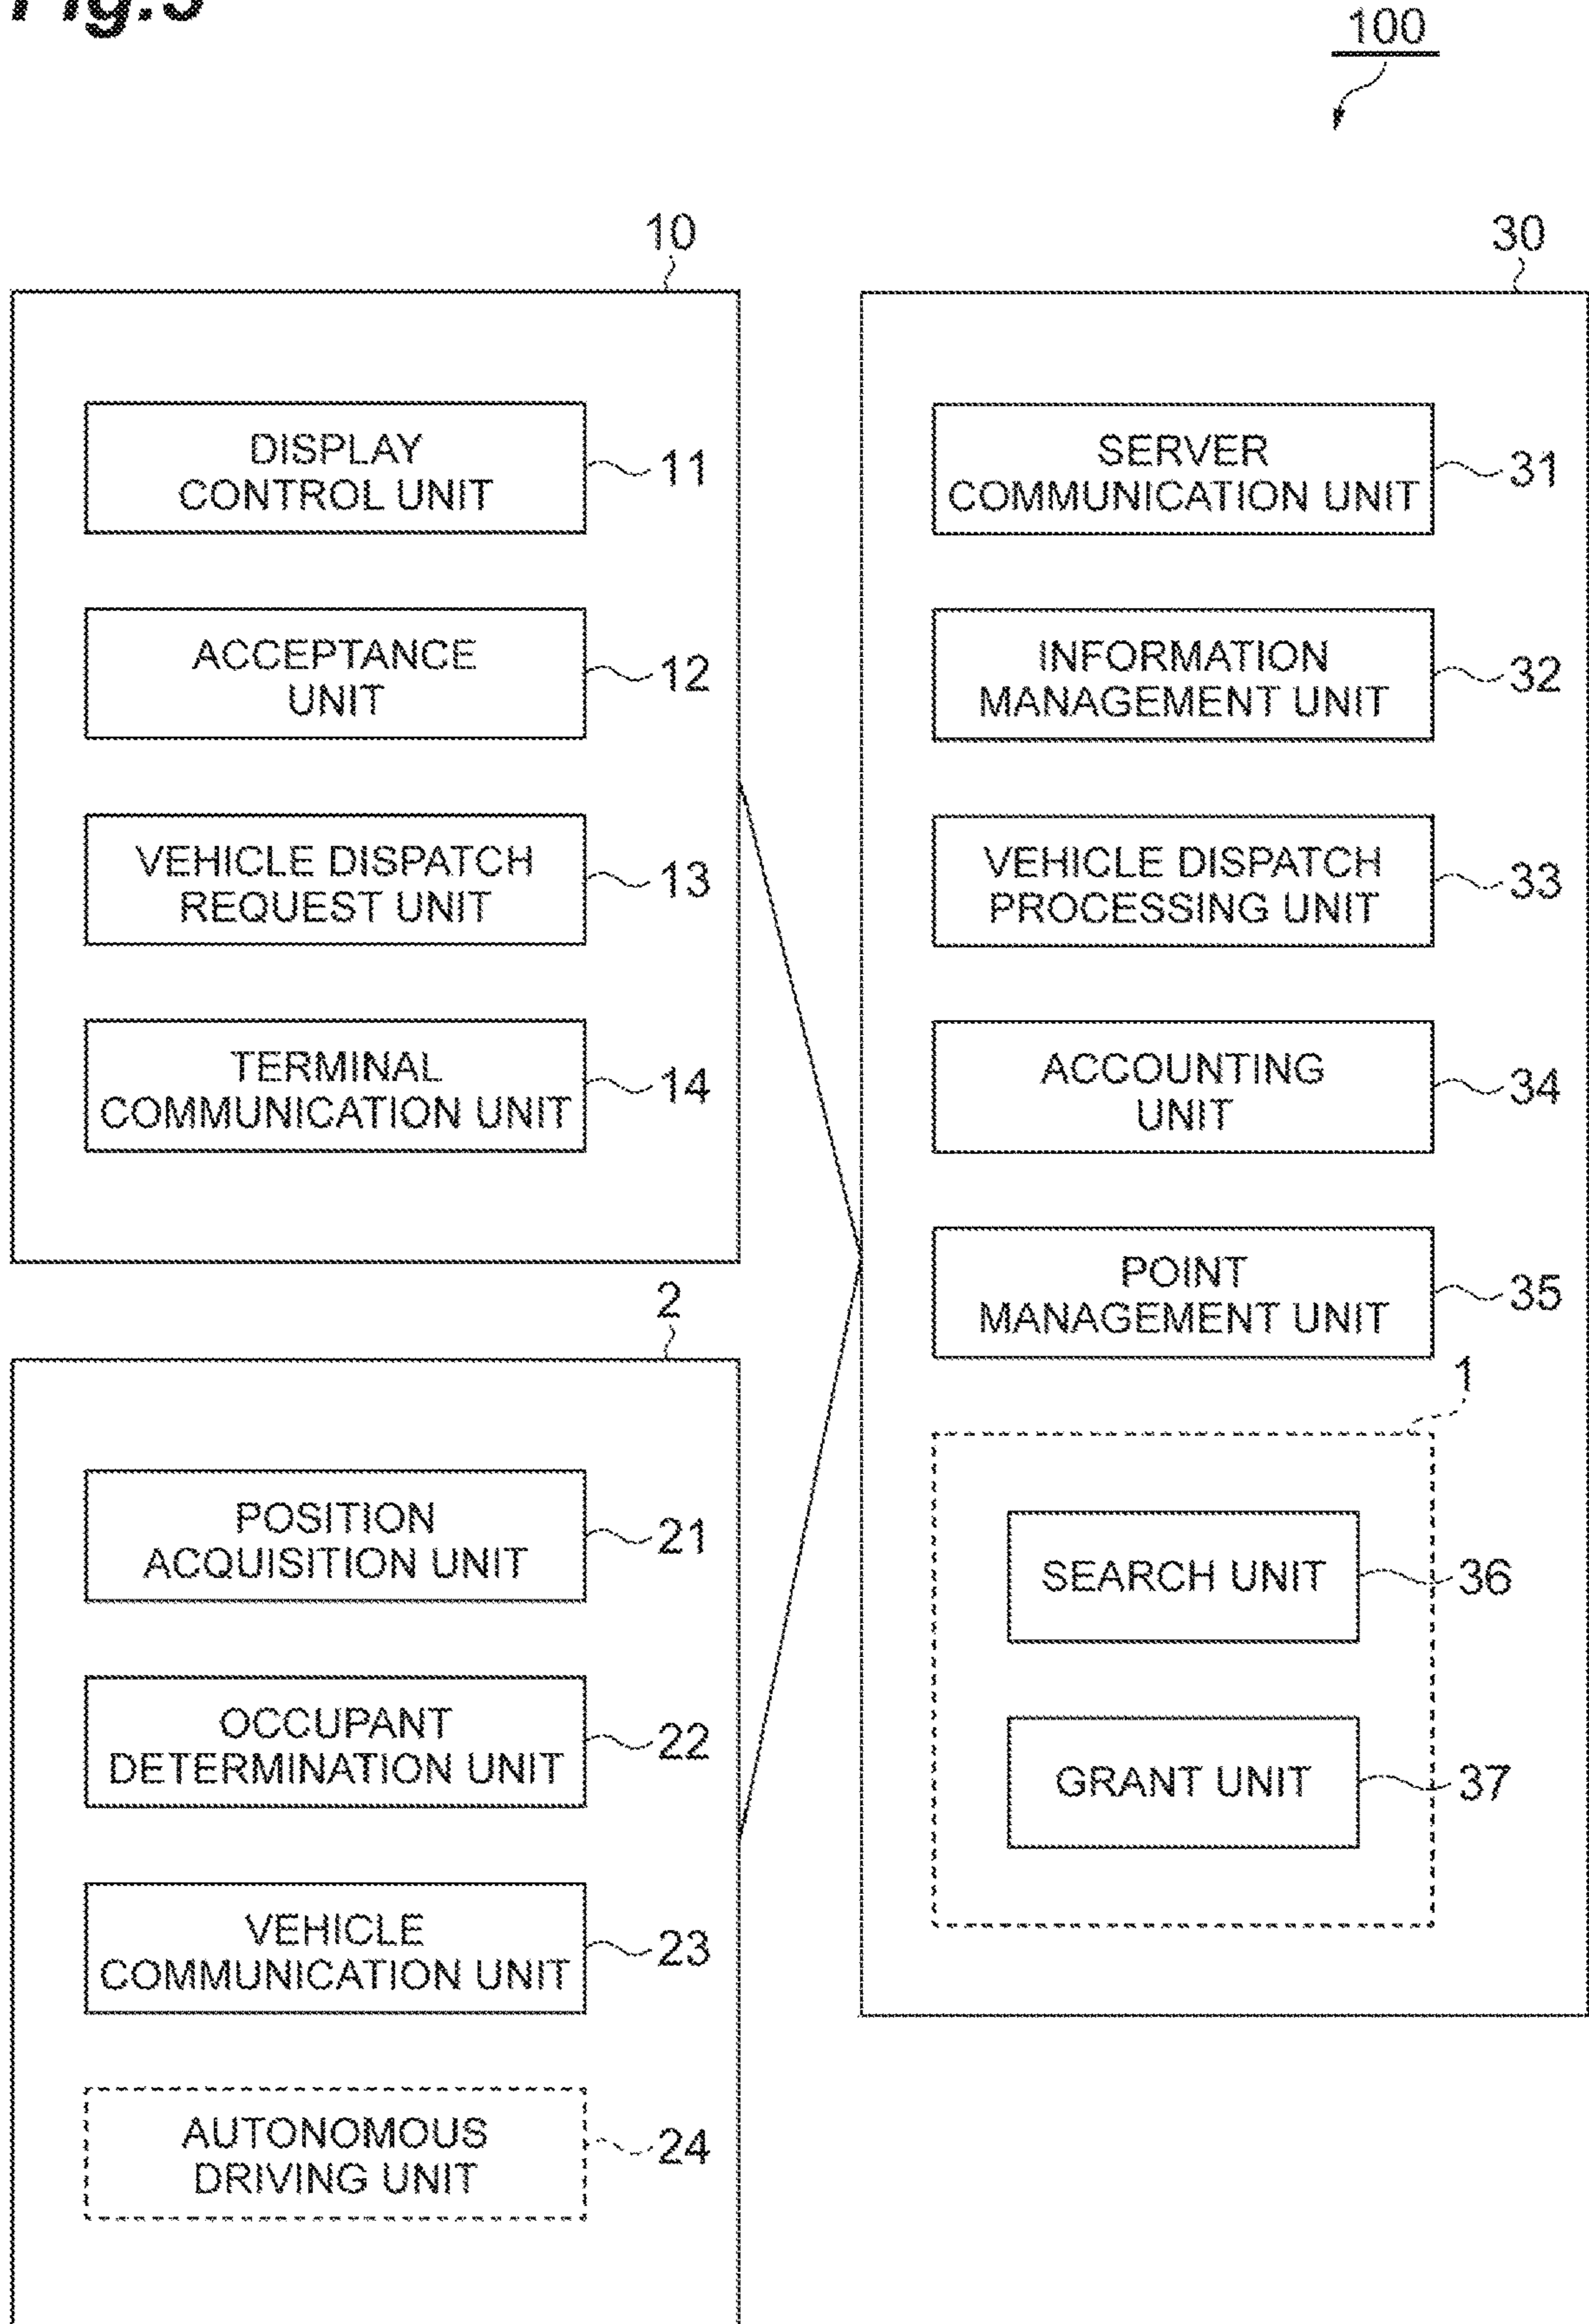 Fig.3
100
10
DISPLAY
CONTROL UNIT
11
ACCEPTANCE
UNIT
12
VEHICLE DISPATCH
REQUEST UNIT
13
TERMINAL
COMMUNICATION UNIT
14
2
POSITION
ACQUISITION UNIT
21
OCCUPANT
DETERMINATION UNIT
22
VEHICLE
COMMUNICATION UNIT
23
AUTONOMOUS
DRIVING UNIT
24
30
SERVER
COMMUNICATION UNIT
31
INFORMATION
MANAGEMENT UNIT
32
VEHICLE DISPATCH
PROCESSING UNIT
33
ACCOUNTING
UNIT
34
POINT
MANAGEMENT UNIT
35
1
SEARCH UNIT
36
GRANT UNIT
37